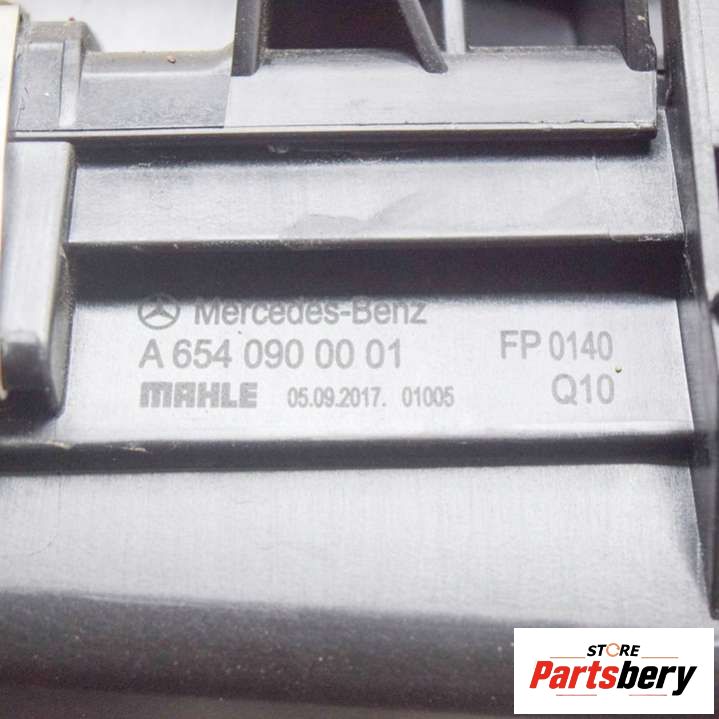 Mercedes-Benz
A 654 090 00 01
MAHLE 05.09.2017. 01005
FP 0140
Q10
STORE
Partsbery